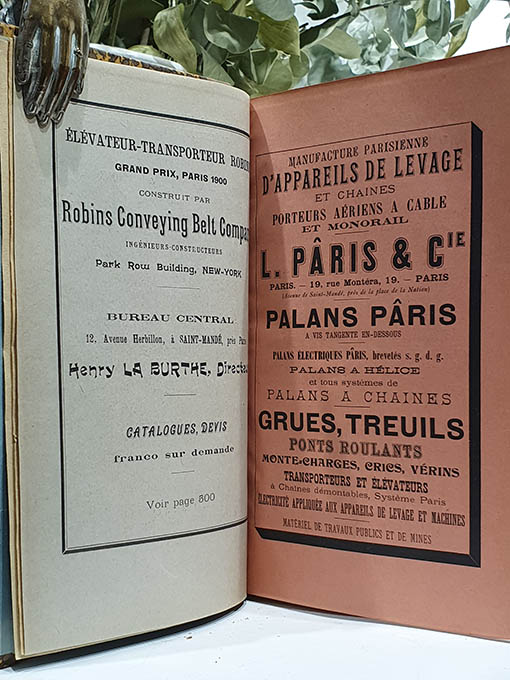 ÉLÉVATEUR-TRANSPORTEUR
GRAND PRIX, PARIS 1900
CONSTRUIT PAR
Robins Conveying Belt
INGÉNIEURS-CONSTRUCTEURS
Park Row Building, NEW-YORK
BUREAU CENTRAL
12, Avenue Herbillon, à SAINT-MANDÉ, près
Henry LA BURTHE,
CATALOGUES, DEVIS
franco sur demande
Voir page 300
MANUFACTURE PARISIENNE
D'APPAREILS DE LEVAGE
ET CHAINES
PORTEURS AÉRIENS A CABLE
ET MONORAIL
L. PÂRIS & CIE
PARIS. — 19, rue Montéra, 19. — PARIS
(Avenue de Saint-Mandé, près de la place de la Nation)
PALANS PÂRIS
A VIS TANGENTE EN-DESSOUS
PALANS ÉLECTRIQUES PÂRIS, brevetés s. g. d. g.
PALANS A HÉLICE
et tous systèmes de
PALANS A CHAINES
GRUES, TREUILS
PONTS ROULANTS
MONTE-CHARGES, CRICS, VÉRINS
TRANSPORTEURS ET ÉLÉVATEURS
à Chaînes démontables, Système Paris
ÉLECTRICITÉ APPLIQUÉE AUX APPAREILS DE LEVAGE ET MACHINES
MATÉRIEL DE TRAVAUX PUBLICS ET DE MINES